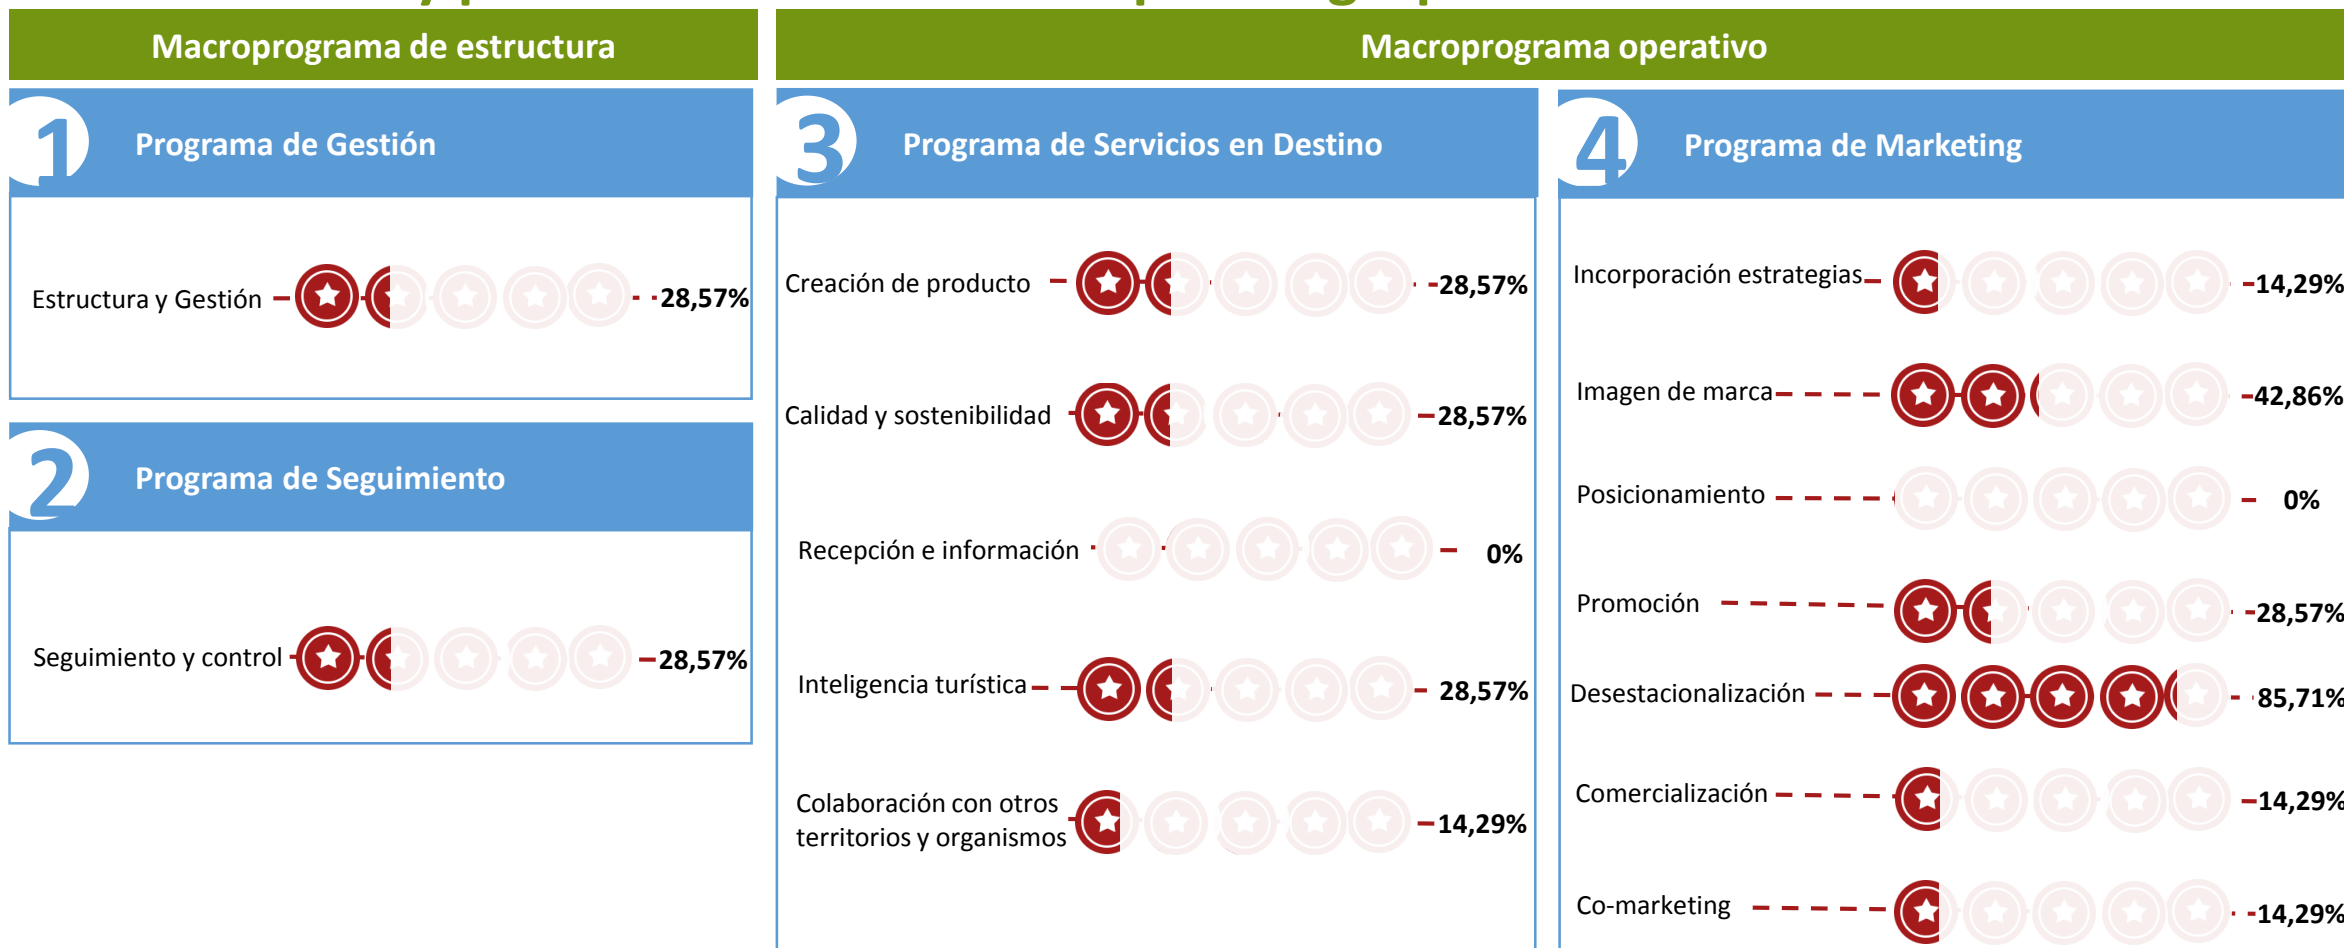 Macroprograma de estructura
Macroprograma operativo
1
Programa de Gestión
Estructura y Gestión
28,57%
2
Programa de Seguimiento
Seguimiento y control
28,57%
3
Programa de Servicios en Destino
Creación de producto
28,57%
Calidad y sostenibilidad
28,57%
Recepción e información
0%
Inteligencia turística
28,57%
Colaboración con otros
territorios y organismos
14,29%
4
Programa de Marketing
Incorporación estrategias
14,29%
Imagen de marca
42,86%
Posicionamiento
0%
Promoción
28,57%
Desestacionalización
85,71%
Comercialización
14,29%
Co-marketing
14,29%